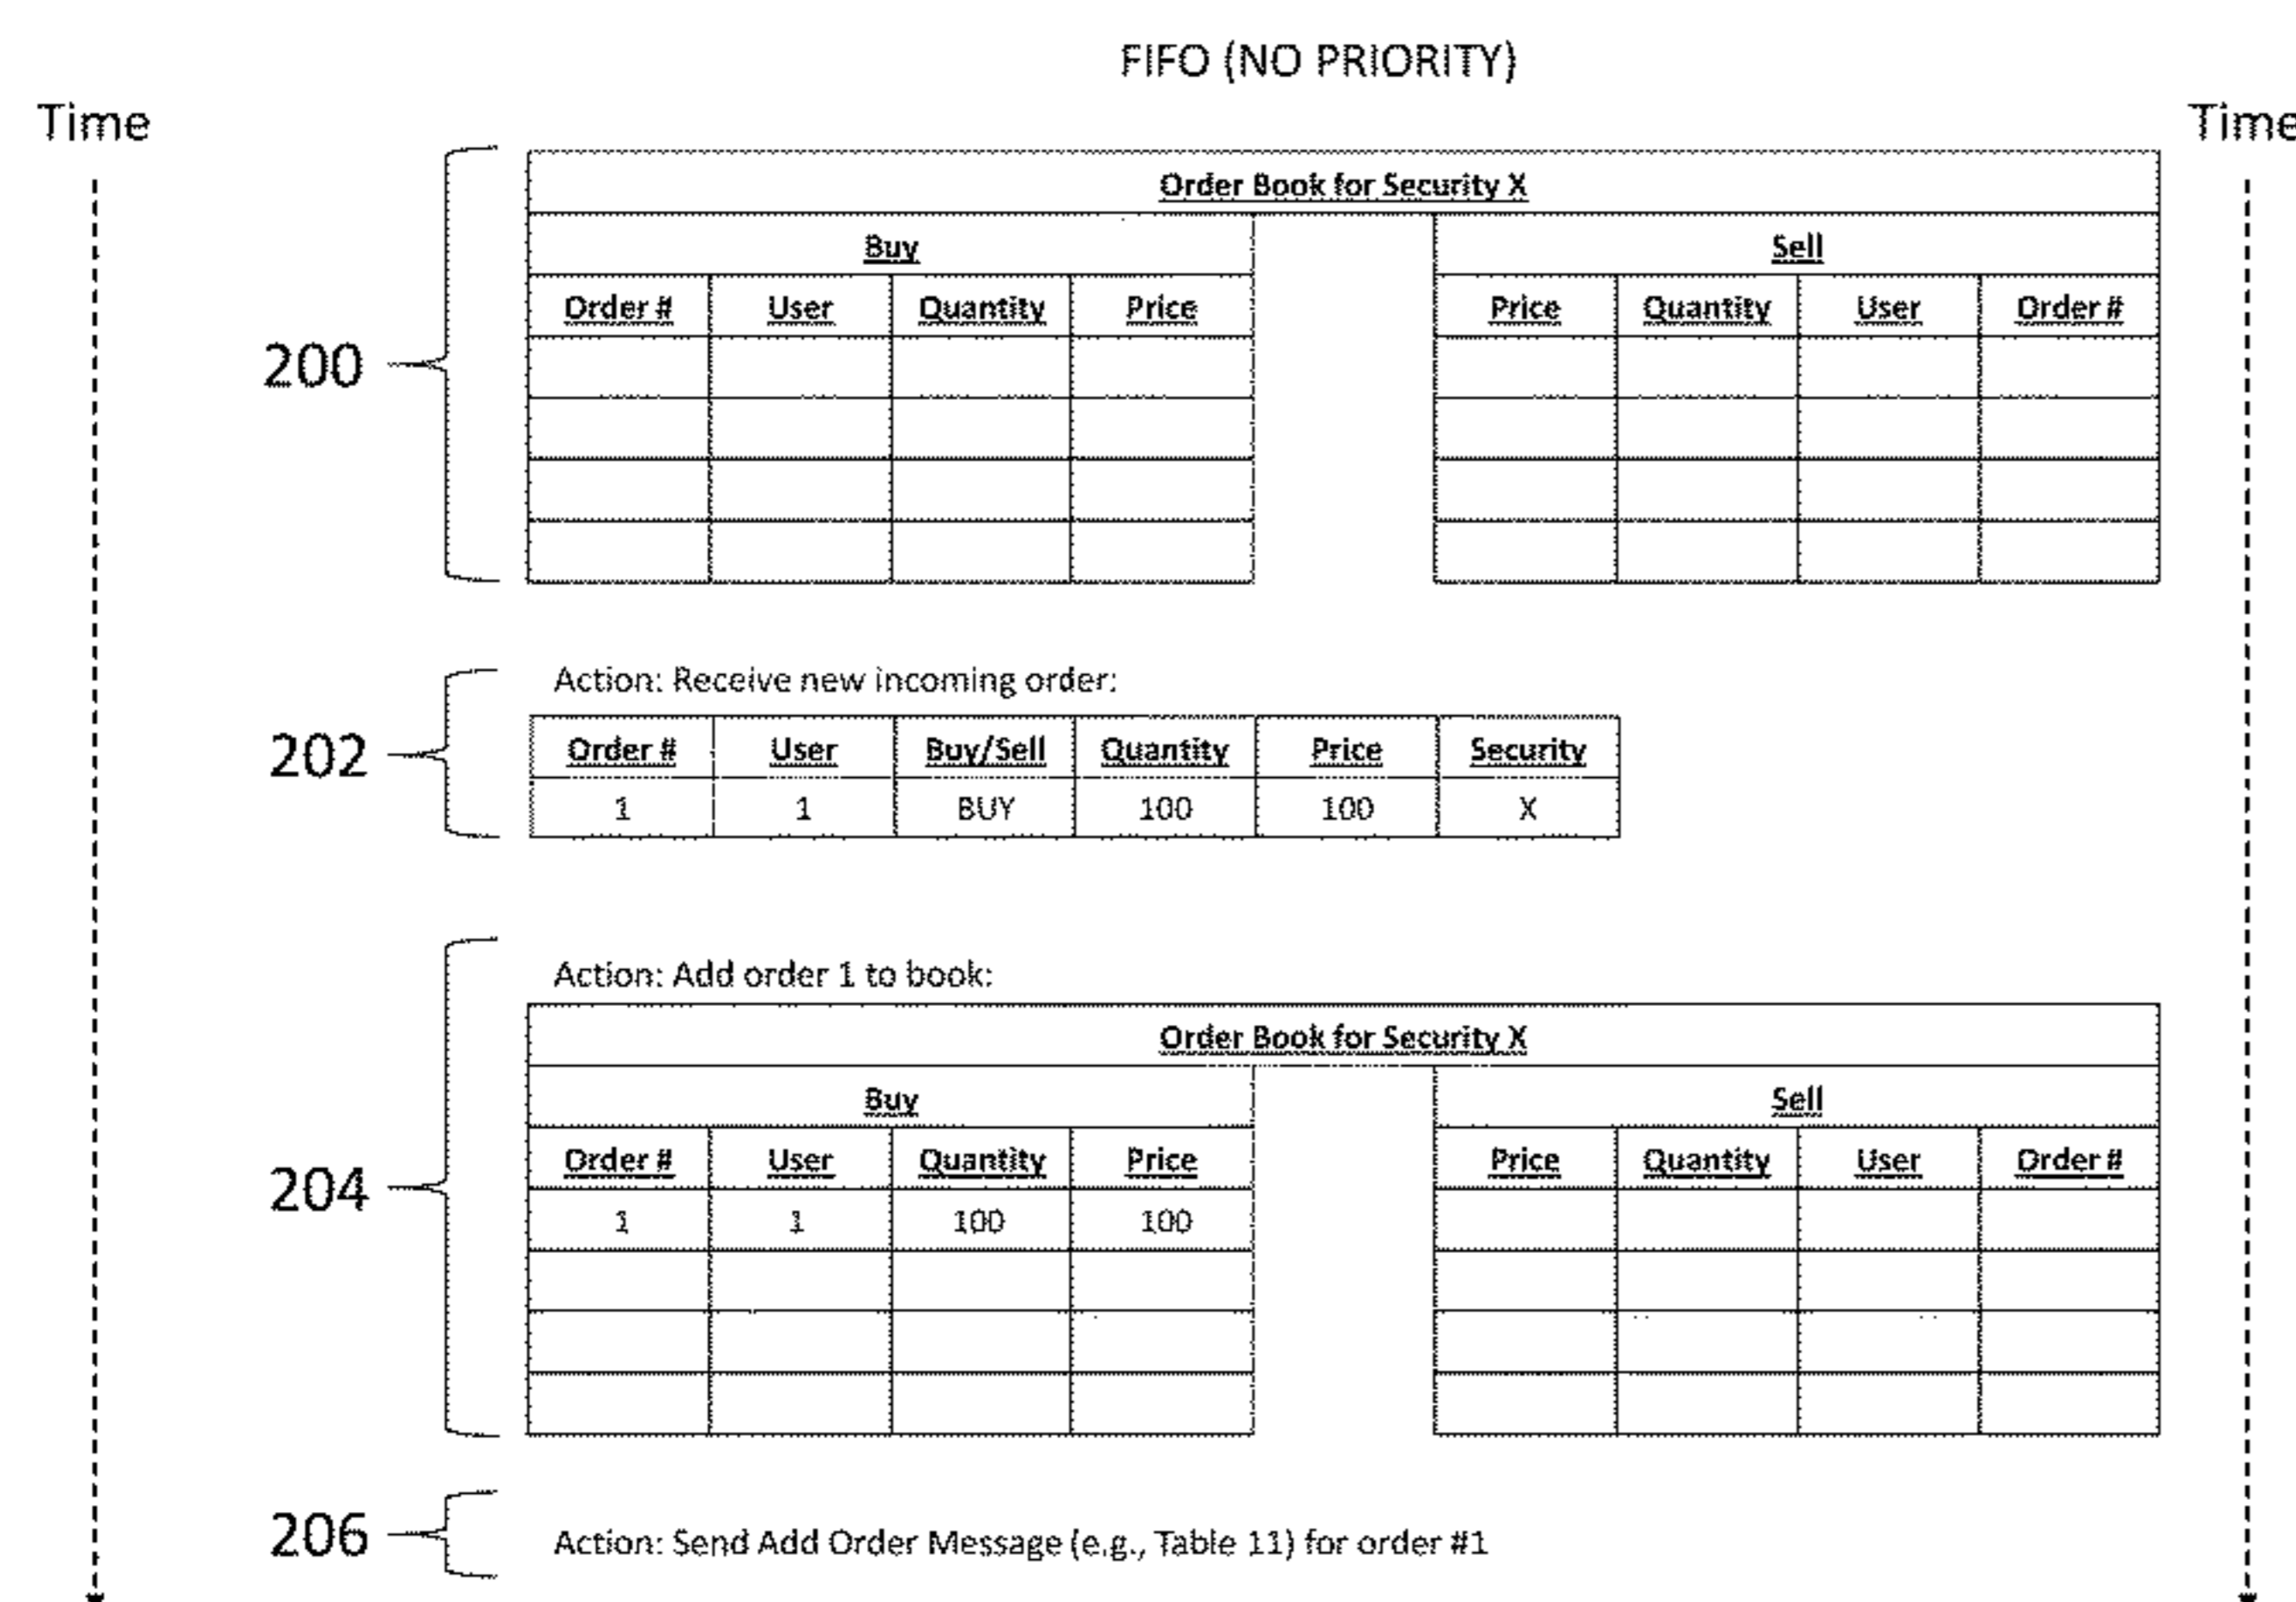 FIFO (NO PRIORITY)
Time Time
Order Book for Security X
Buy Sell
Order # User Quantity Price Price Quantity User Order #
200
Action: Receive new incoming order:
202
Order # User Buy/Sell Quantity Price Security
1 1 BUY 100 100 X
Action: Add order 1 to book:
Order Book for Security X
Buy Sell
Order # User Quantity Price Price Quantity User Order #
204
1 1 100 100
206
Action: Send Add Order Message (e.g., Table 11) for order #1